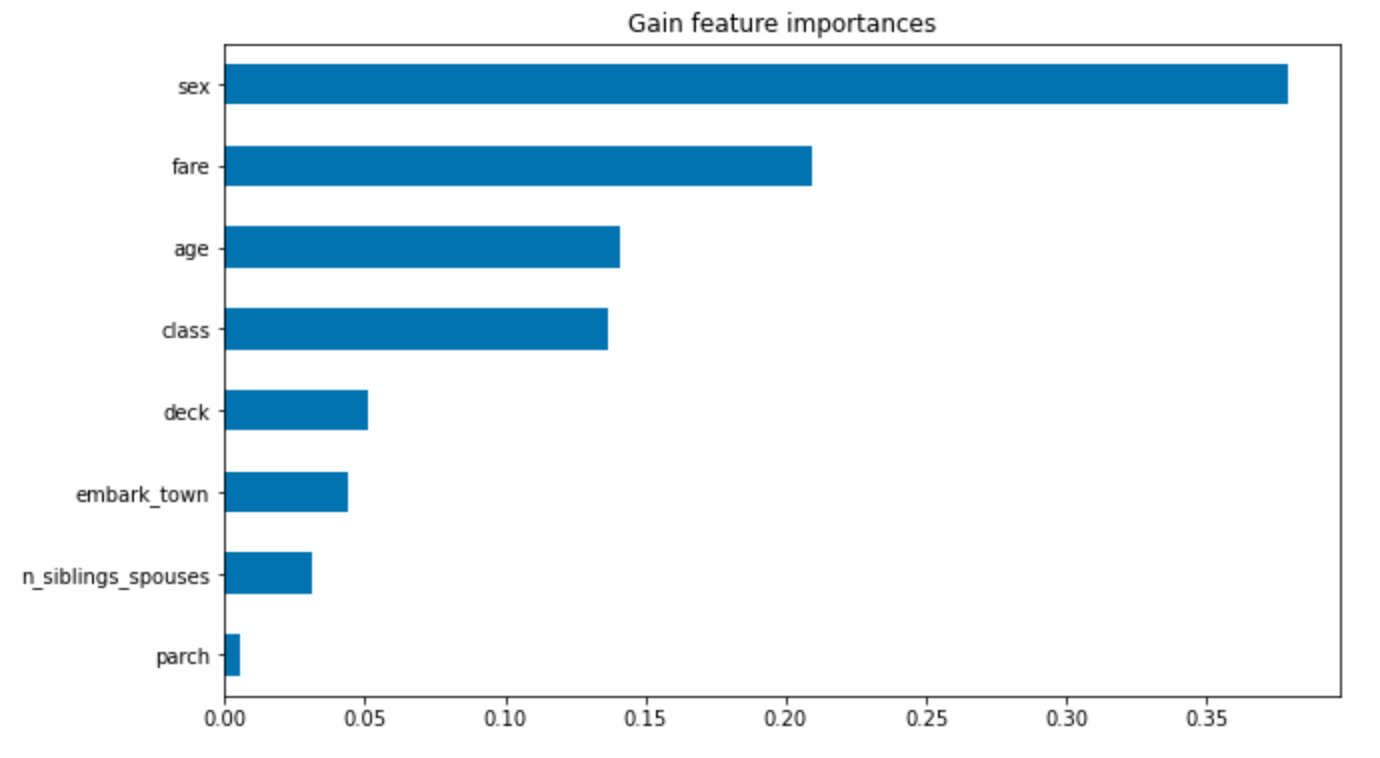 Gain feature importances
sex
fare
age
class
deck
embark_town
n_siblings_spouses
parch
0.00 0.05 0.10 0.15 0.20 0.25 0.30 0.35